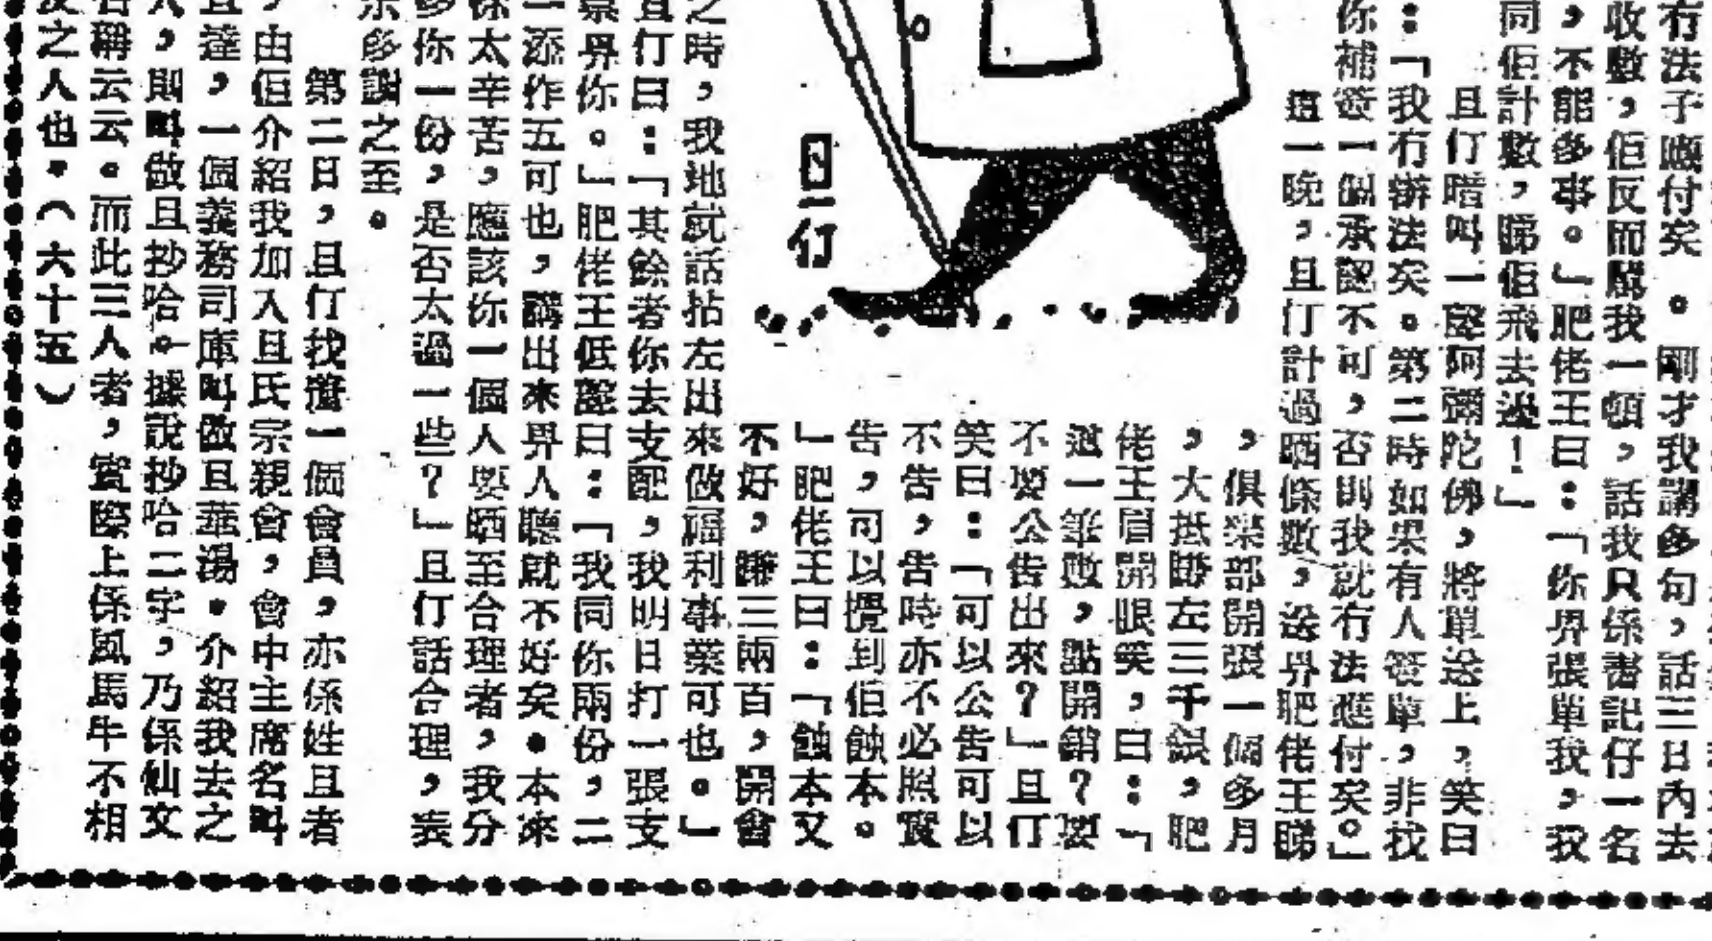 冇法子應付矣。剛才我講多句,話三日內去
收數,佢反而鬧我一頓,話我只係書記仔一名
,不能多事。」肥佬王曰:「你畀張單我,我
同佢計數,睇佢飛去邊!」
且仃暗叫一聲阿彌陀佛,將單送上,笑曰
:「我冇辦法矣。第二時如果有人簽單,非找
你補簽一個承認不可,否則我就冇法應付矣。」
這一晚,且仃計過晒條數,送畀肥佬王睇
,俱樂部開張一個多月
,大抵賺左三千銀,肥
佬王眉開眼笑,曰:「
這一筆數,點開銷?要
不要公告出來?」且仃
笑曰:「可以公告可以
不告,告時亦不必照實
告,可以攪到佢蝕本。
」肥佬王曰:「蝕本又
不好,賺三兩百,開會
之時,我地就話拈左出來做福利事業可也。」
且仃曰:「其餘者你去支配,我明日打一張支
票畀你。」肥佬王低聲曰:「我同你兩份,二
一添作五可也,講出來畀人聽就不好矣。本來
你太辛苦,應該你一個人要晒至合理者,我分
多你一份,是否太過一些?」且仃話合理,表
示多謝之至。
第二日,且仃找著一個會員,亦係姓且者
,由佢介紹我加入且氏宗親會,會中主席名叫
且達,一個義務司庫叫做且華湯。介紹我去之
人,則叫做且抄哈。據說抄哈二字,乃係仙文
名稱云云。而此三人者,實際上係風馬牛不相
及之人也。(六十五)
且仃